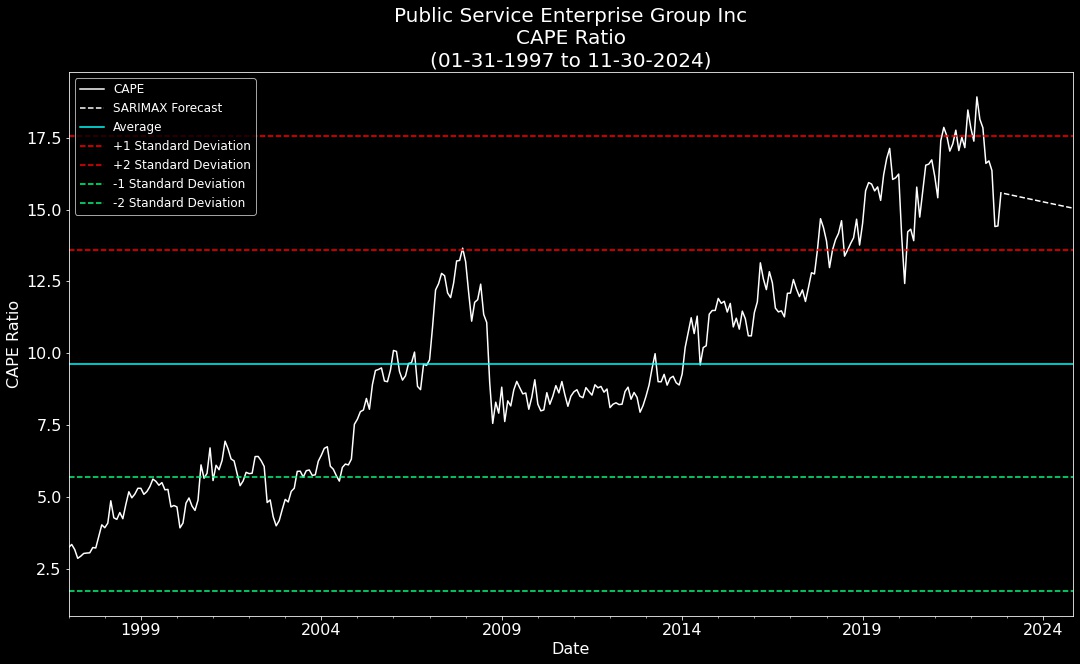 Public Service Enterprise Group Inc
CAPE Ratio
(01-31-1997 to 11-30-2024)
CAPE
SARIMAX Forecast
Average
+1 Standard Deviation
+2 Standard Deviation
-1 Standard Deviation
-2 Standard Deviation
17.5
15.0
12.5
10.0
7.5
5.0
2.5
CAPE Ratio
1999 2004 2009 2014 2019 2024
Date